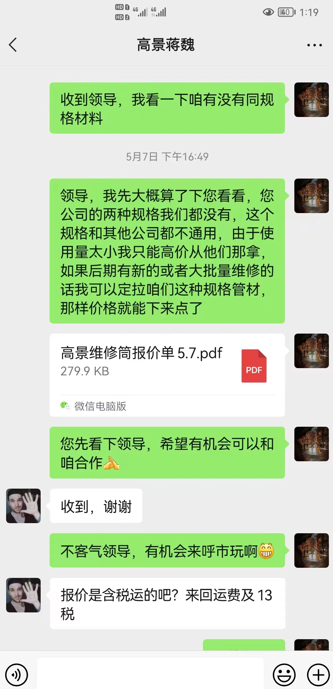 1:19
高景蒋魏
收到领导，我看一下咱有没有同规
格材料
5月7日 下午16:49
领导，我先大概算了下您看看，您
公司的两种规格我们都没有，这个
规格和其他公司都不通用，由于使
用量太小我只能高价从他们那拿，
如果后期有新的或者大批量维修的
话我可以定拉咱们这种规格管材，
那样价格就能下来点了
高景维修筒报价单 5.7.pdf
279.9 KB
PDF
微信电脑版
您先看下领导，希望有机会可以和
咱合作
收到，谢谢
不客气领导，有机会来呼市玩啊
报价是含税运的吧？来回运费及 13
税